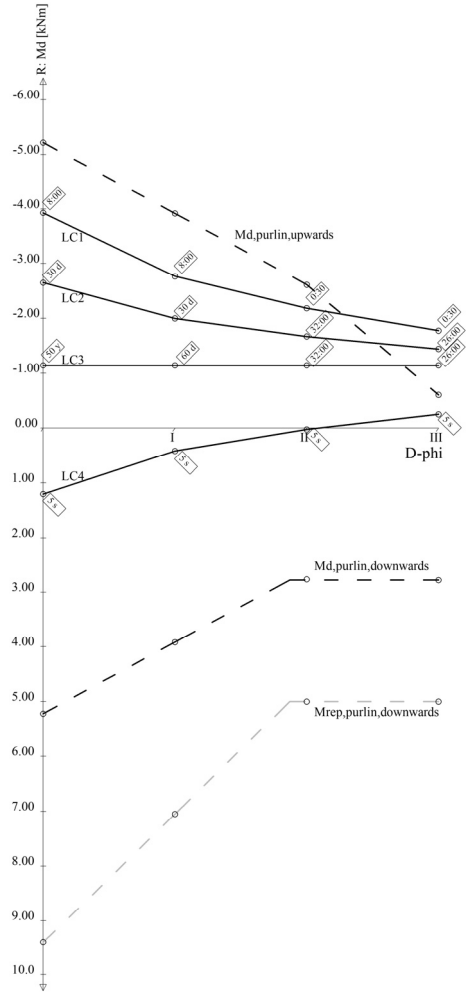 R: Md [kNm]
-6.00
-5.00
-4.00
8:00
Md,purlin,upwards
LC1
-3.00
8:00
30 d
0:30
LC2
-2.00
30 d
32:00
0:30
26:00
LC3
50 y
60 d
32:00
26:00
-1.00
0.00
I
II
III
5 s
5 s
5 s
D-phi
LC4
1.00
5 s
2.00
Md,purlin,downwards
3.00
4.00
5.00
Mrep,purlin,downwards
6.00
7.00
8.00
9.00
10.0